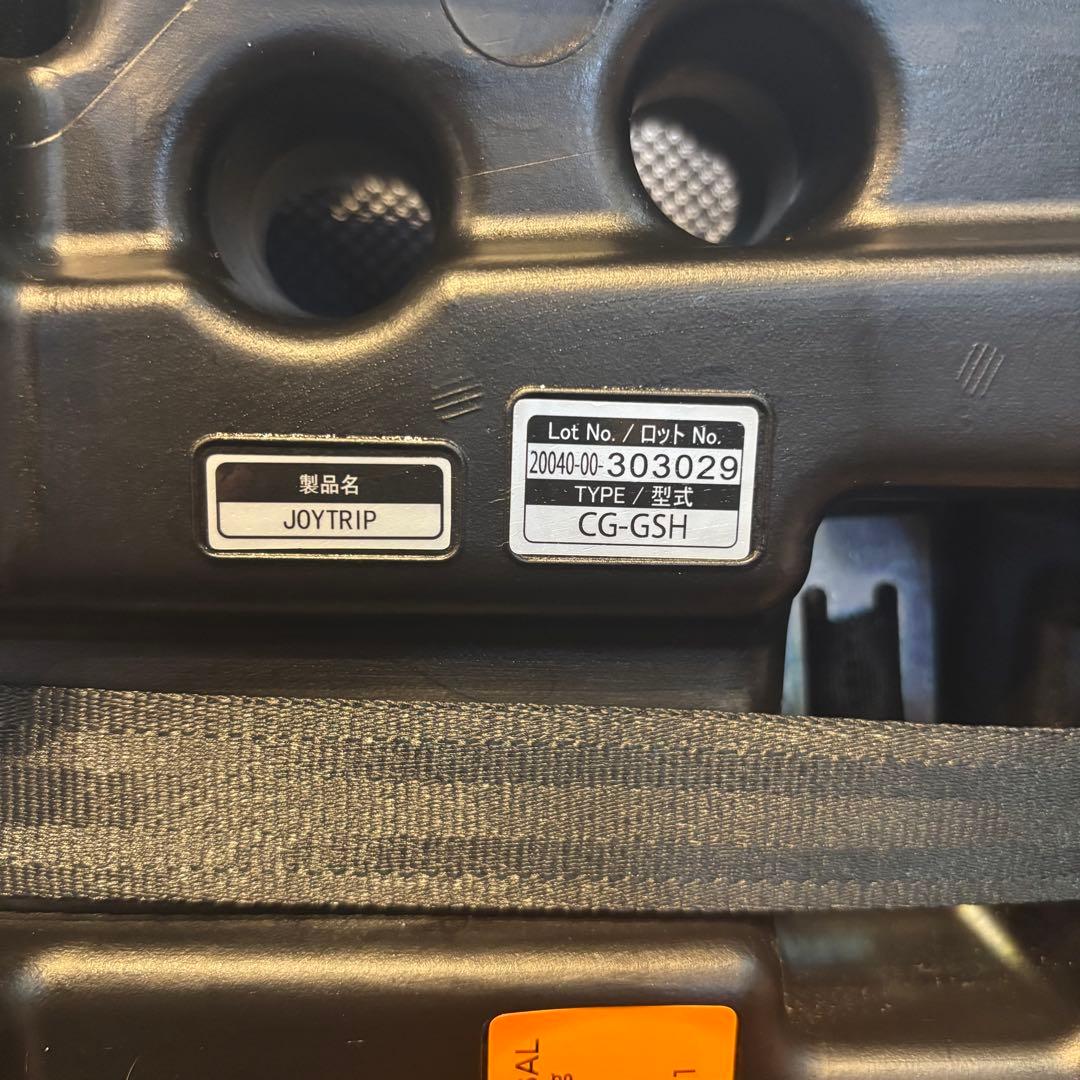 製品名
JOYTRIP
Lot No. / ロット No.
20040-00-303029
TYPE / 型式
CG-GSH